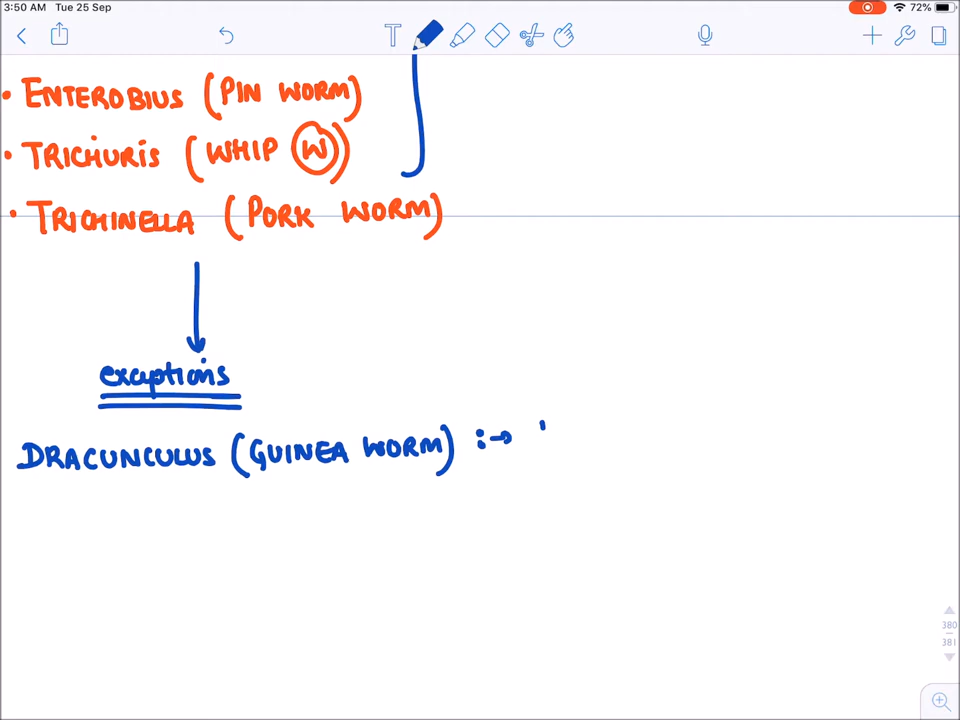 3:50 AM Tue 25 Sep 72%
T
• ENTEROBIUS (PIN WORM)
• TRICHURIS (WHIP W)
• TRICHINELLA (PORK WORM)
exceptions
DRACUNCULUS (GUINEA WORM) :→
380
381